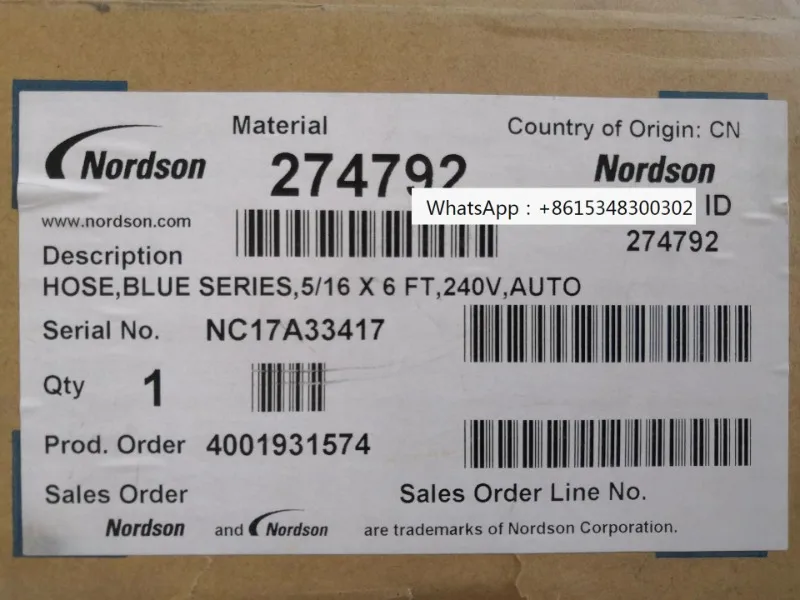 Material
Country of Origin: CN
Nordson
274792
Nordson
WhatsApp : +8615348300302
ID
www.nordson.com
274792
Description
HOSE,BLUE SERIES,5/16 X 6 FT,240V,AUTO
Serial No. NC17A33417
Qty 1
Prod. Order 4001931574
Sales Order
Sales Order Line No.
Nordson and Nordson are trademarks of Nordson Corporation.